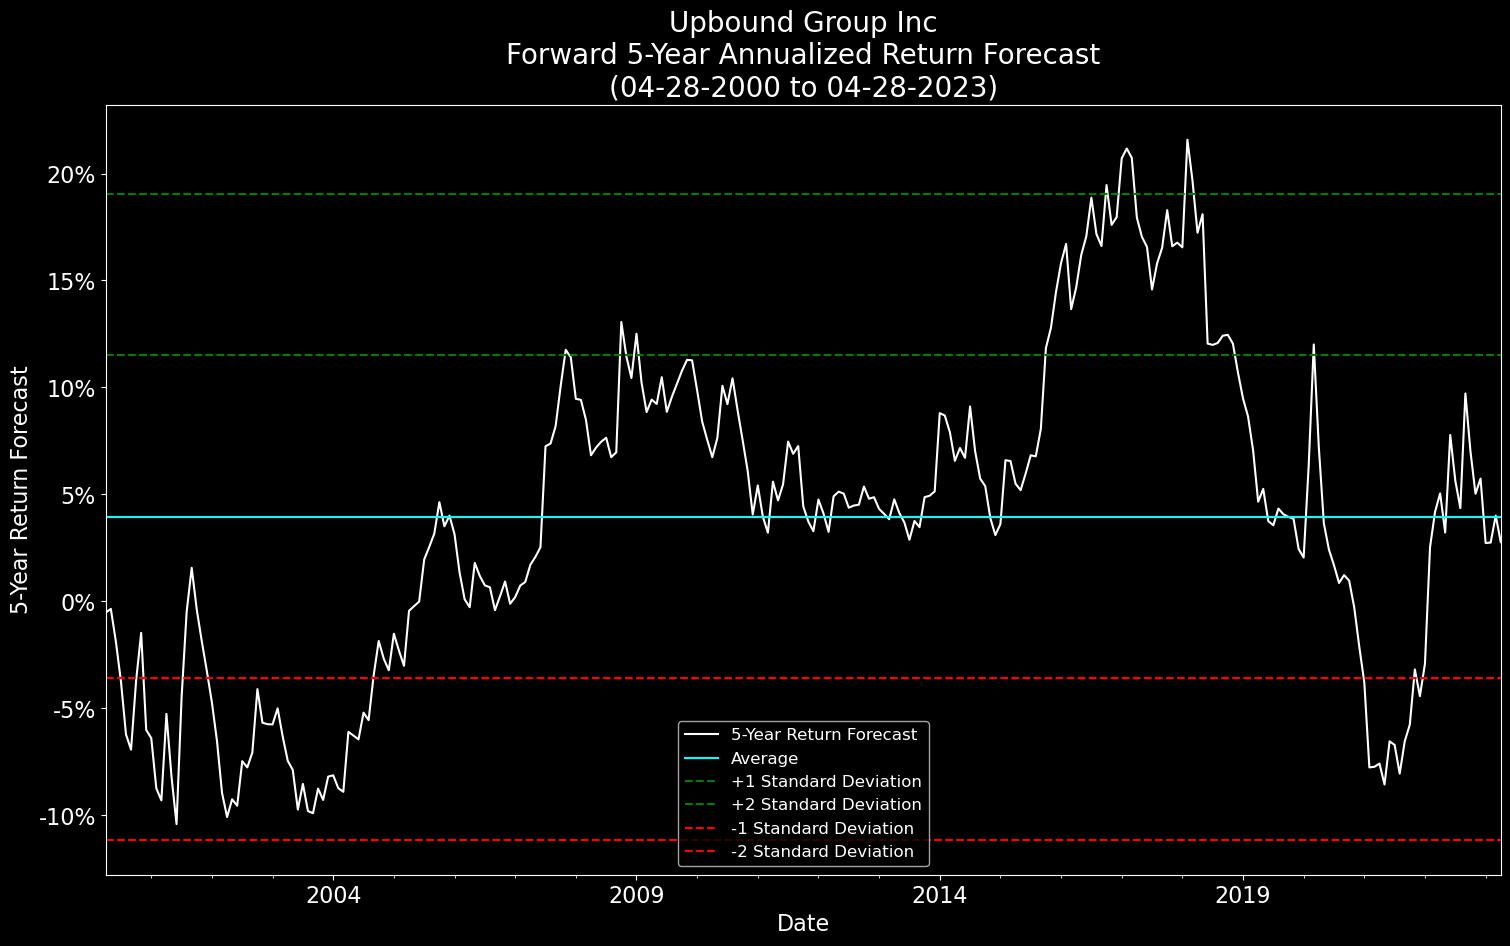 Upbound Group Inc
Forward 5-Year Annualized Return Forecast
(04-28-2000 to 04-28-2023)
5-Year Return Forecast
20%
15%
10%
5%
0%
-5%
-10%
5-Year Return Forecast
Average
+1 Standard Deviation
+2 Standard Deviation
-1 Standard Deviation
-2 Standard Deviation
2004 2009 2014 2019
Date